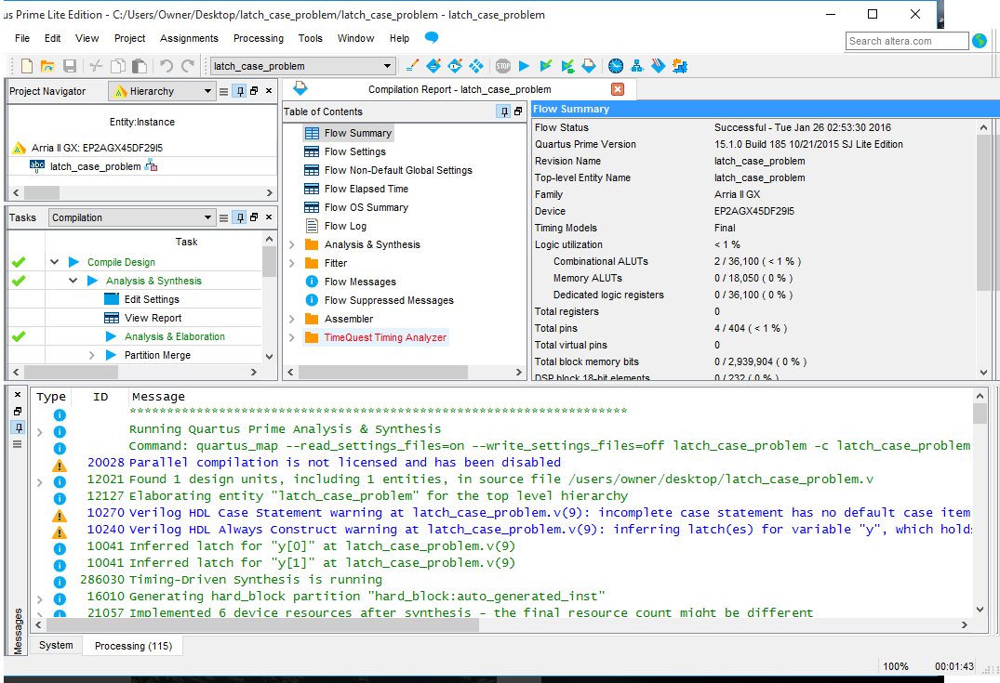 us Prime Lite Edition - C:/Users/Owner/Desktop/latch_case_problem/latch_case_problem - latch_case_problem
File Edit View Project Assignments Processing Tools Window Help
Search altera.com
latch_case_problem
STOP
Project Navigator
Hierarchy
Entity:Instance
Arria II GX: EP2AGX45DF29I5
abc
latch_case_problem
Tasks
Compilation
Task
Compile Design
Analysis & Synthesis
Edit Settings
View Report
Analysis & Elaboration
Partition Merge
Compilation Report - latch_case_problem
Table of Contents
Flow Summary
Flow Settings
Flow Non-Default Global Settings
Flow Elapsed Time
Flow OS Summary
Flow Log
Analysis & Synthesis
Fitter
Flow Messages
Flow Suppressed Messages
Assembler
TimeQuest Timing Analyzer
Flow Summary
Flow Status Successful - Tue Jan 26 02:53:30 2016
Quartus Prime Version 15.1.0 Build 185 10/21/2015 SJ Lite Edition
Revision Name latch_case_problem
Top-level Entity Name latch_case_problem
Family Arria II GX
Device EP2AGX45DF29I5
Timing Models Final
Logic utilization < 1 %
Combinational ALUTs 2 / 36,100 ( < 1 % )
Memory ALUTs 0 / 18,050 ( 0 % )
Dedicated logic registers 0 / 36,100 ( 0 % )
Total registers 0
Total pins 4 / 404 ( < 1 % )
Total virtual pins 0
Total block memory bits 0 / 2,939,904 ( 0 % )
DSP block 18-bit elements 0 / 232 ( 0 % )
Type ID Message
*******************************************************************
Running Quartus Prime Analysis & Synthesis
Command: quartus_map --read_settings_files=on --write_settings_files=off latch_case_problem -c latch_case_problem
20028 Parallel compilation is not licensed and has been disabled
12021 Found 1 design units, including 1 entities, in source file /users/owner/desktop/latch_case_problem.v
12127 Elaborating entity "latch_case_problem" for the top level hierarchy
10270 Verilog HDL Case Statement warning at latch_case_problem.v(9): incomplete case statement has no default case item
10240 Verilog HDL Always Construct warning at latch_case_problem.v(9): inferring latch(es) for variable "y", which holds
10041 Inferred latch for "y[0]" at latch_case_problem.v(9)
10041 Inferred latch for "y[1]" at latch_case_problem.v(9)
286030 Timing-Driven Synthesis is running
16010 Generating hard_block partition "hard_block:auto_generated_inst"
21057 Implemented 6 device resources after synthesis - the final resource count might be different
Messages
System Processing (115)
100% 00:01:43